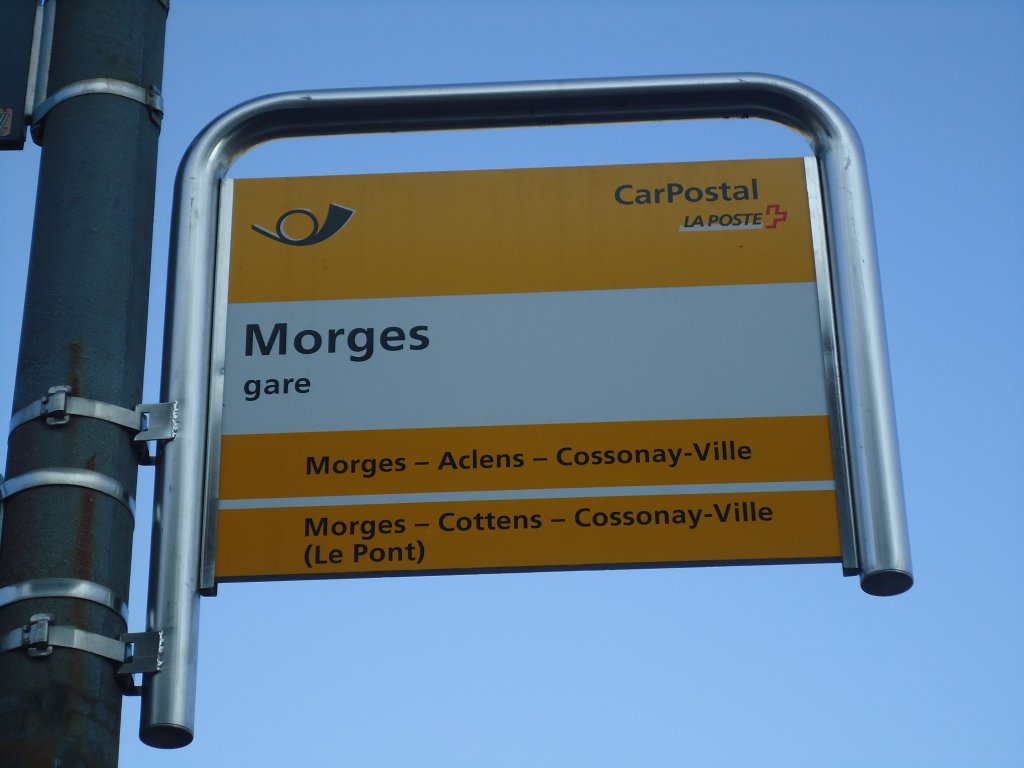 CarPostal
LA POSTE
Morges
gare
Morges – Aclens – Cossonay-Ville
Morges – Cottens – Cossonay-Ville
(Le Pont)